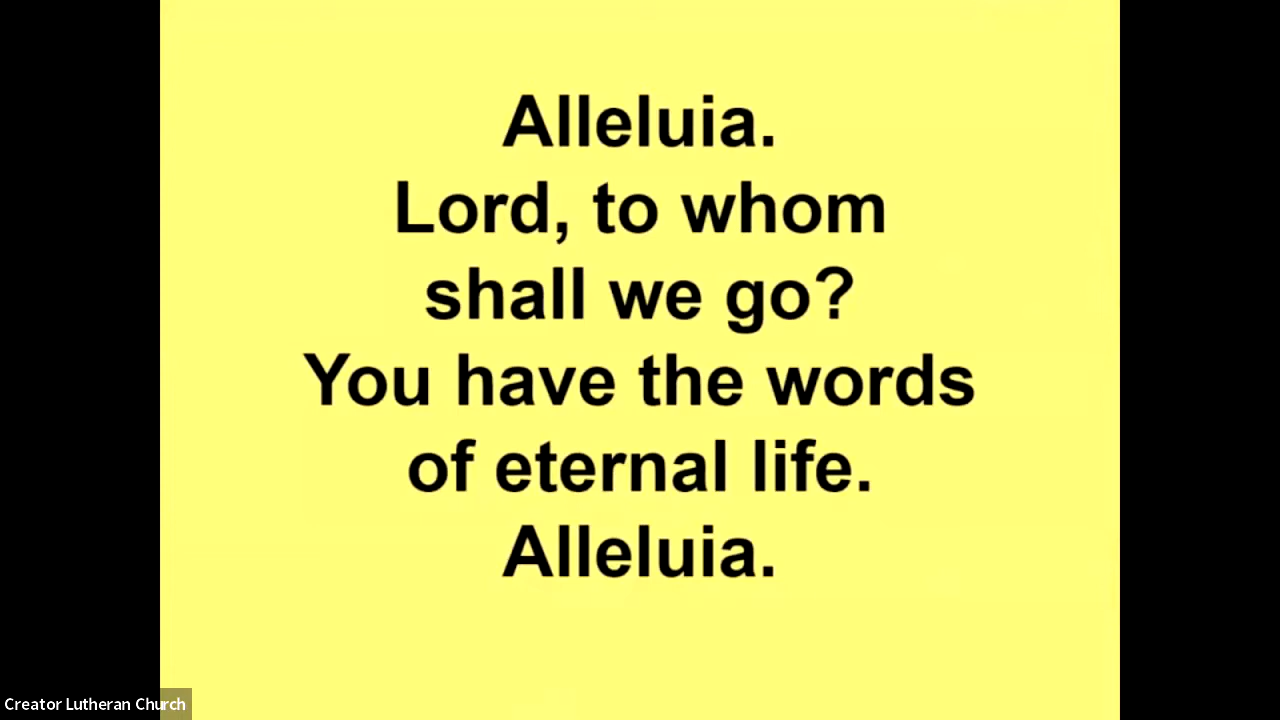 Alleluia.
Lord, to whom
shall we go?
You have the words
of eternal life.
Alleluia.
Creator Lutheran Church